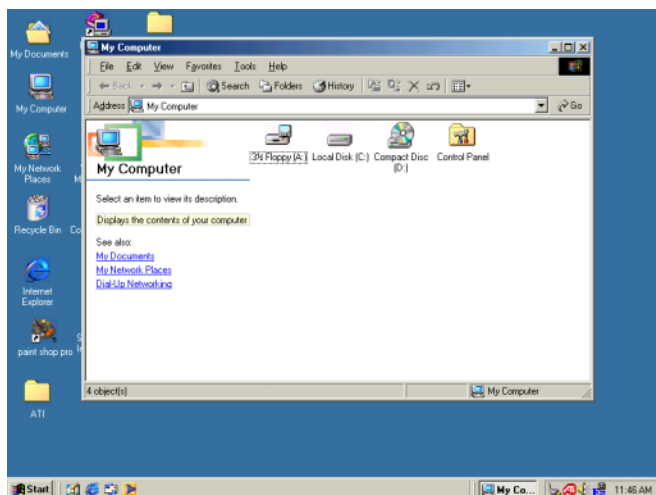 My Documents
My Computer
My Network
Places
Recycle Bin
Internet
Explorer
paint shop pro
ATI
My Computer
File Edit View Favorites Tools Help
Back Search Folders History
Address My Computer Go
3½ Floppy (A:) Local Disk (C:) Compact Disc
(D:) Control Panel
My Computer
Select an item to view its description.
Displays the contents of your computer
See also:
My Documents
My Network Places
Dial-Up Networking
4 object(s) My Computer
Start My Co... 11:46 AM